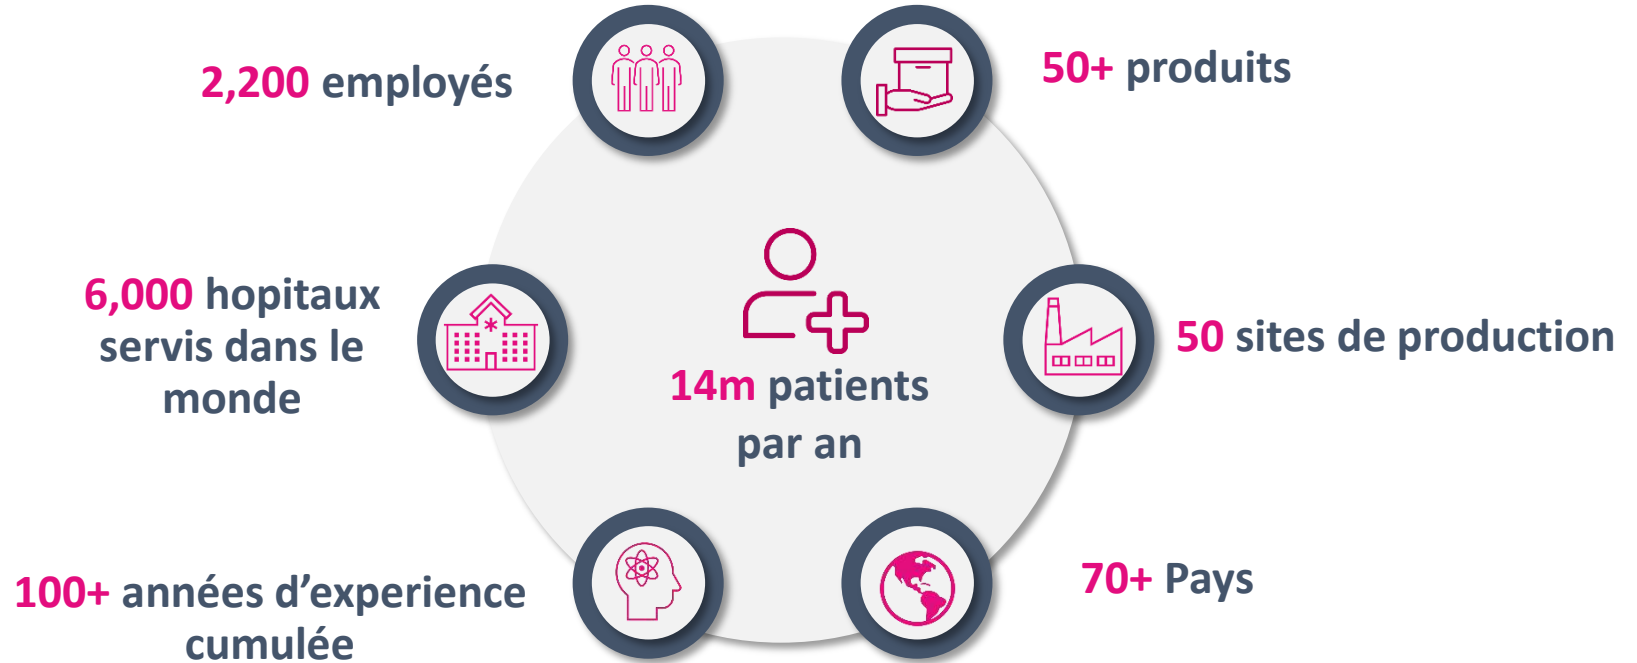 2,200 employés
50+ produits
6,000 hopitaux
servis dans le
monde
14m patients
par an
50 sites de production
100+ années d’experience
cumulée
70+ Pays